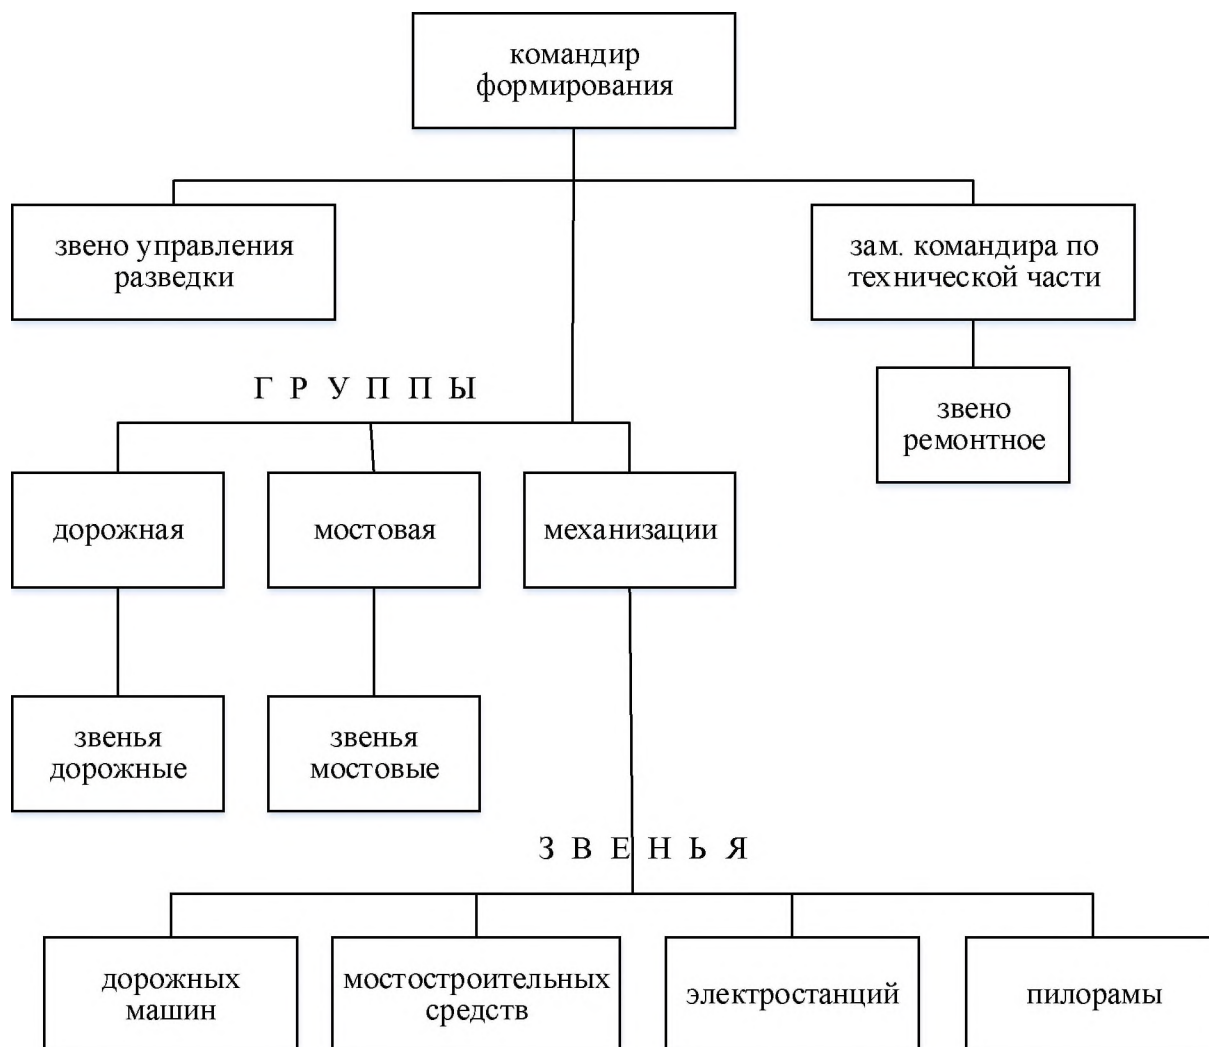 командир
формирования
звено управления
разведки
зам. командира по
технической части
звено
ремонтное
Г Р У П П Ы
дорожная
мостовая
механизации
звенья
дорожные
звенья
мостовые
З В Е Н Ь Я
дорожных
машин
мостостроительных
средств
электростанций
пилорамы